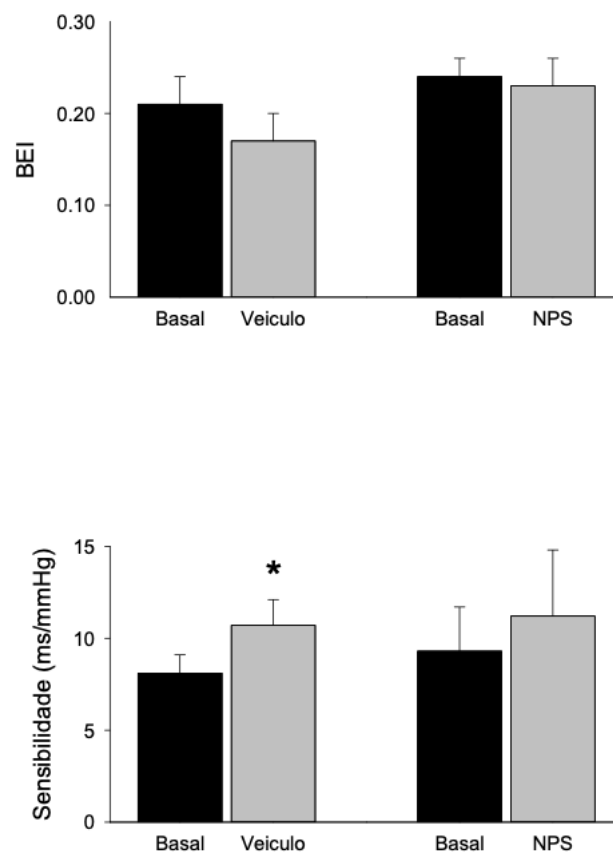 0.30
0.20
0.10
0.00
BEI
Basal Veiculo Basal NPS
15
10
5
0
Sensibilidade (ms/mmHg)
*
Basal Veiculo Basal NPS